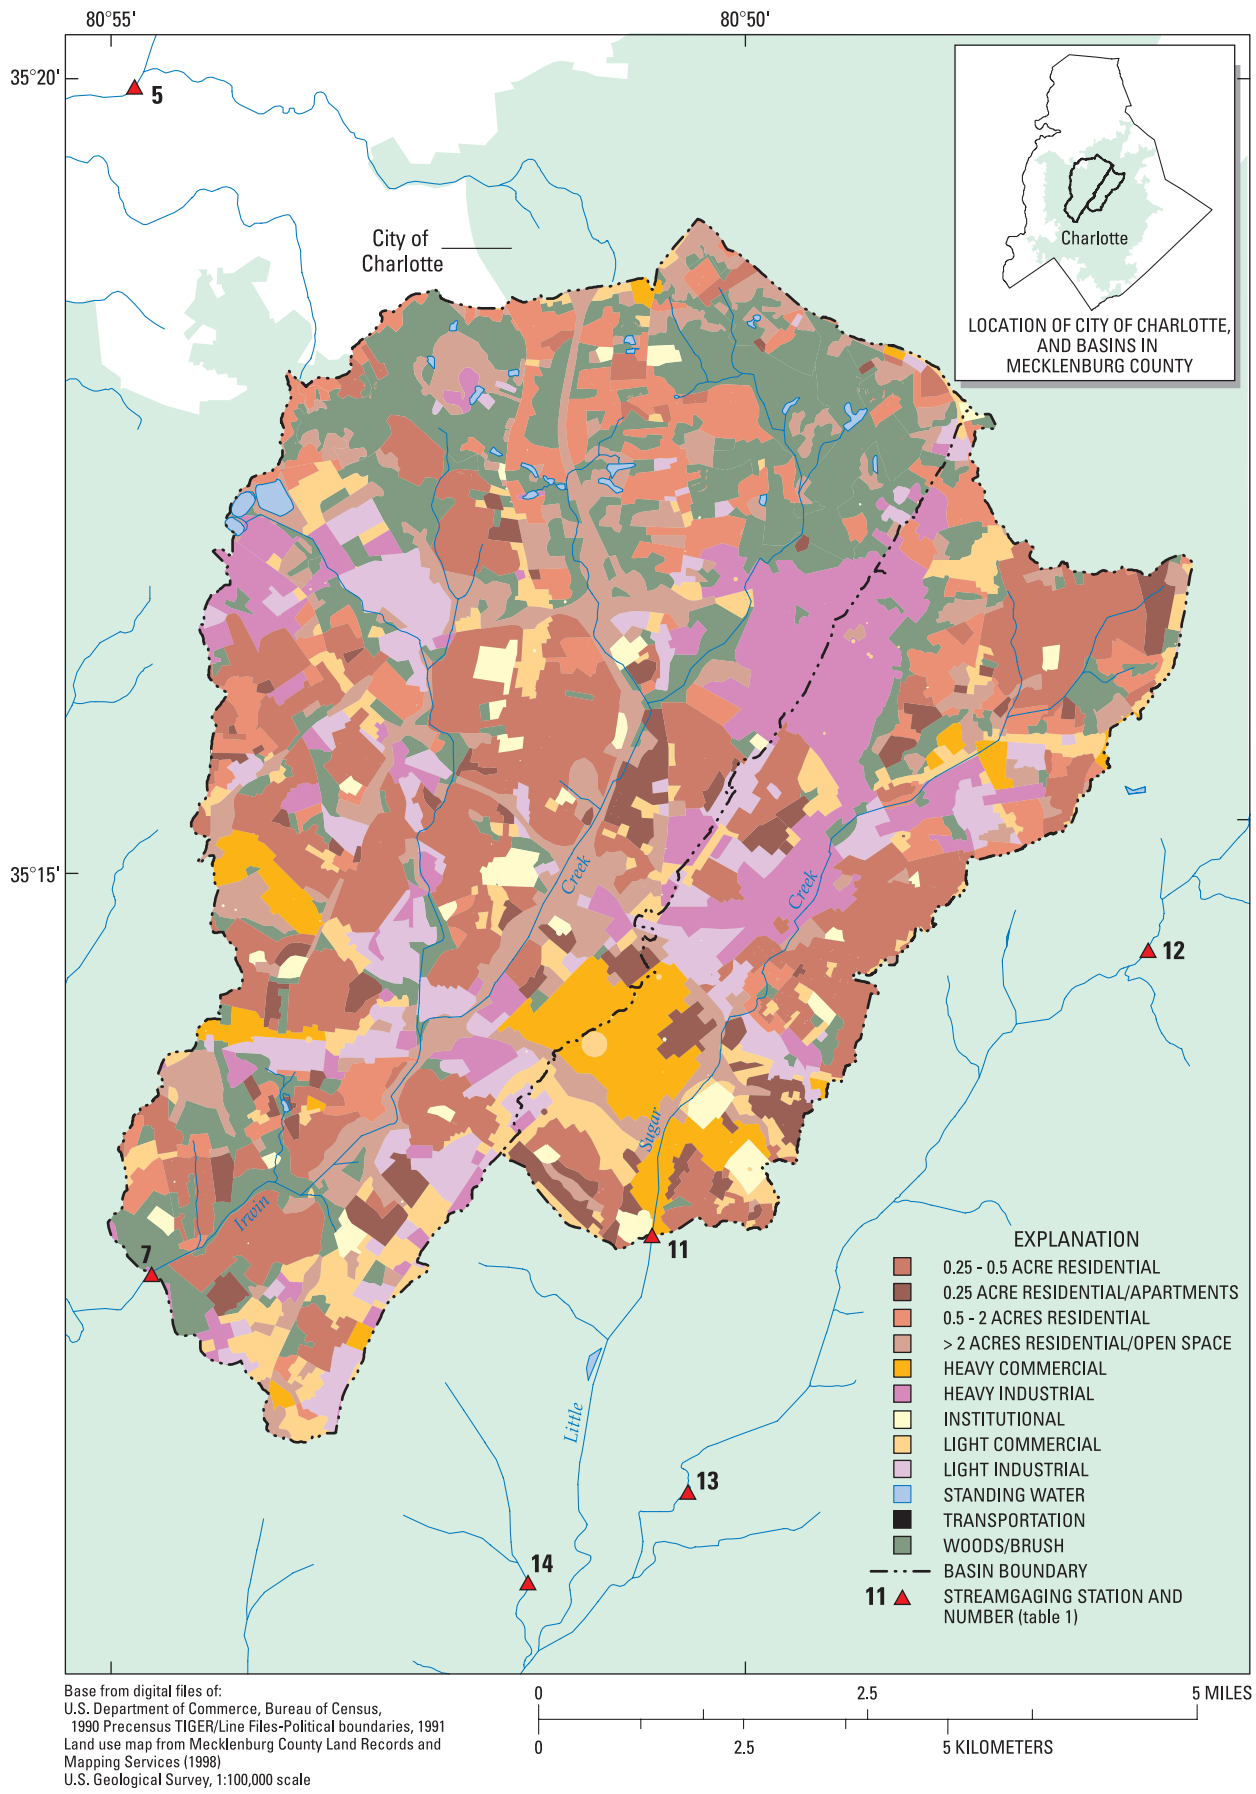 80°55'
80°50'
35°20'
5
City of
Charlotte
Charlotte
LOCATION OF CITY OF CHARLOTTE,
AND BASINS IN
MECKLENBURG COUNTY
35°15'
Creek
Creek
12
Sugar
Irwin
7
11
Little
13
14
EXPLANATION
0.25 - 0.5 ACRE RESIDENTIAL
0.25 ACRE RESIDENTIAL/APARTMENTS
0.5 - 2 ACRES RESIDENTIAL
> 2 ACRES RESIDENTIAL/OPEN SPACE
HEAVY COMMERCIAL
HEAVY INDUSTRIAL
INSTITUTIONAL
LIGHT COMMERCIAL
LIGHT INDUSTRIAL
STANDING WATER
TRANSPORTATION
WOODS/BRUSH
BASIN BOUNDARY
11 STREAMGAGING STATION AND
NUMBER (table 1)
Base from digital files of:
U.S. Department of Commerce, Bureau of Census,
1990 Precensus TIGER/Line Files-Political boundaries, 1991
Land use map from Mecklenburg County Land Records and
Mapping Services (1998)
U.S. Geological Survey, 1:100,000 scale
0 2.5 5 MILES
0 2.5 5 KILOMETERS